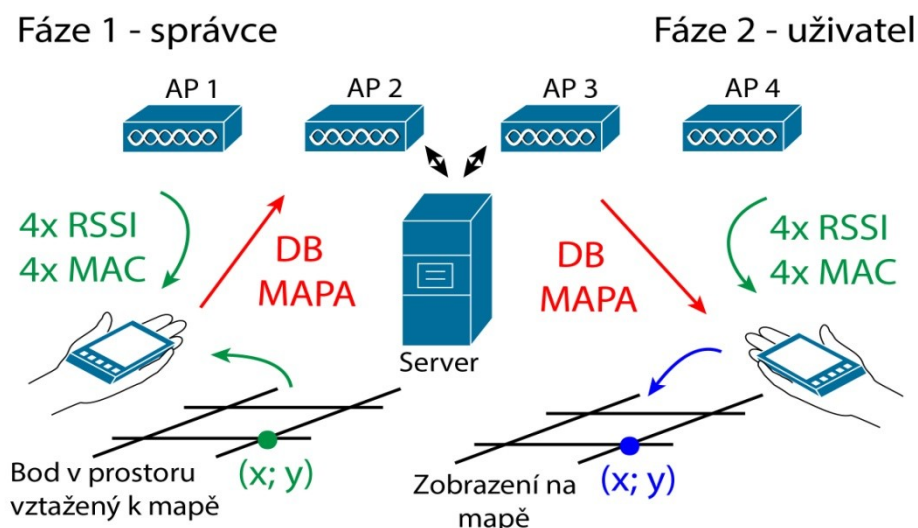 Fáze 1 - správce
Fáze 2 - uživatel
AP 1
AP 2
AP 3
AP 4
4x RSSI
4x MAC
DB
MAPA
Server
DB
MAPA
4x RSSI
4x MAC
Bod v prostoru
vztažený k mapě
(x; y)
Zobrazení na
mapě
(x; y)